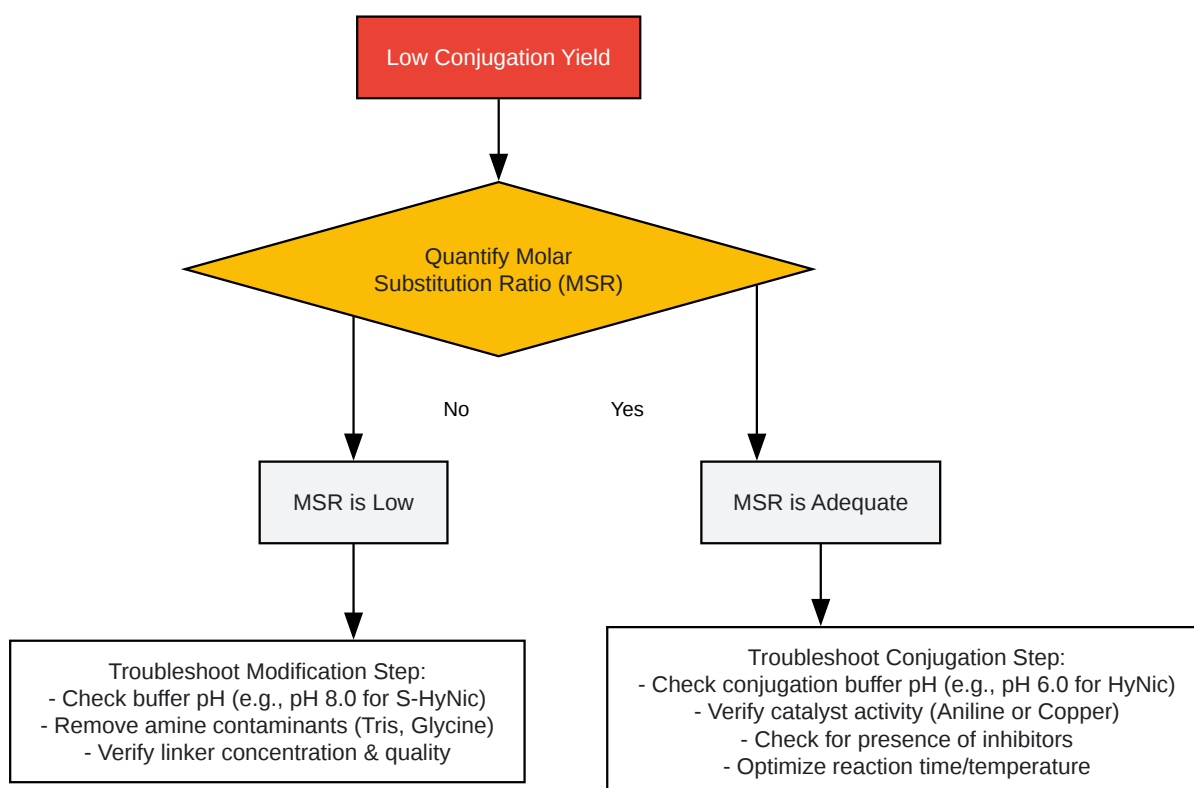 Low Conjugation Yield
Quantify Molar
Substitution Ratio (MSR)
No
Yes
MSR is Low
MSR is Adequate
Troubleshoot Modification Step:
- Check buffer pH (e.g., pH 8.0 for S-HyNic)
- Remove amine contaminants (Tris, Glycine)
- Verify linker concentration & quality
Troubleshoot Conjugation Step:
- Check conjugation buffer pH (e.g., pH 6.0 for HyNic)
- Verify catalyst activity (Aniline or Copper)
- Check for presence of inhibitors
- Optimize reaction time/temperature